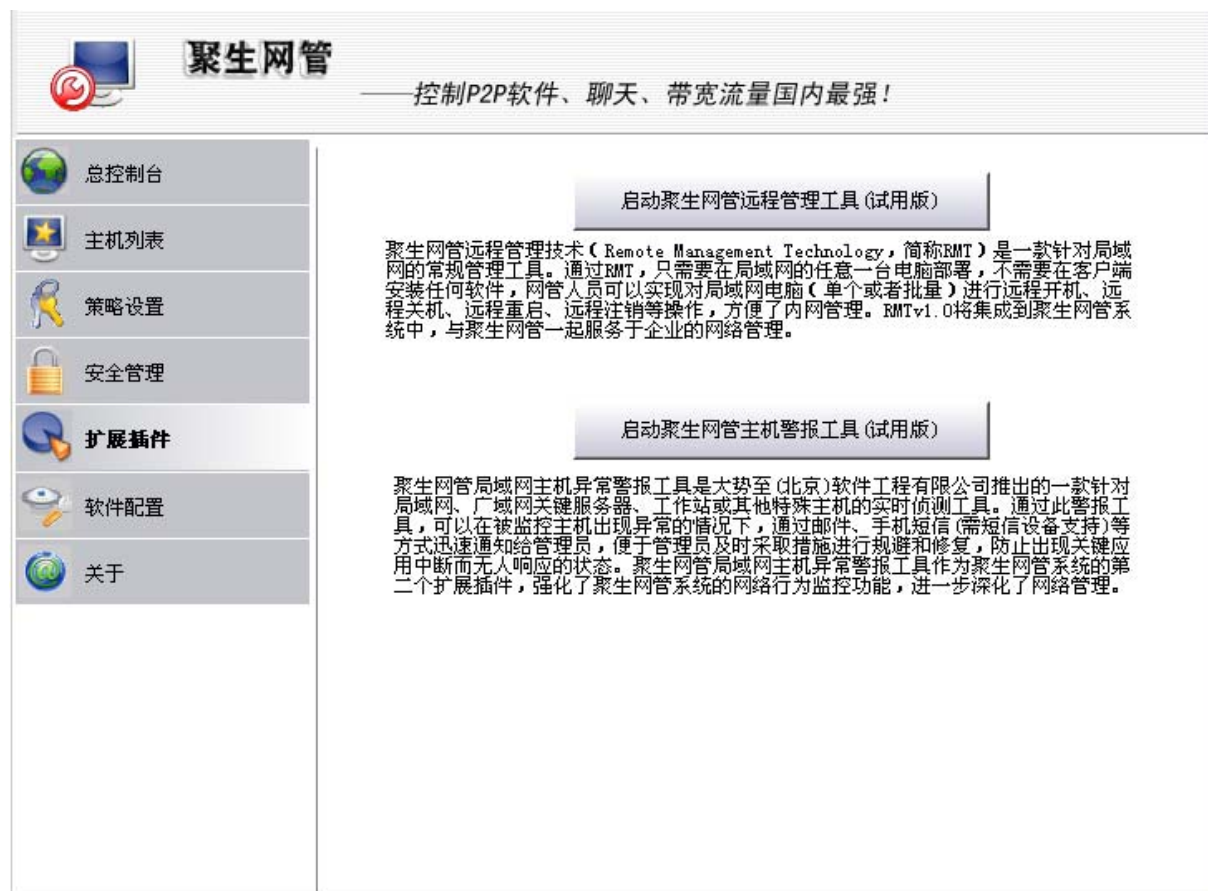 聚生网管
——控制P2P软件、聊天、带宽流量国内最强!
总控制台
主机列表
策略设置
安全管理
扩展插件
软件配置
关于
启动聚生网管远程管理工具(试用版)
聚生网管远程管理技术(Remote Management Technology,简称RMT)是一款针对局域
网的常规管理工具。通过RMT,只需要在局域网的任意一台电脑部署,不需要在客户端
安装任何软件,网管人员可以实现对局域网电脑(单个或者批量)进行远程开机、远
程关机、远程重启、远程注销等操作,方便了内网管理。RMTv1.0将集成到聚生网管系
统中,与聚生网管一起服务于企业的网络管理。
启动聚生网管主机警报工具(试用版)
聚生网管局域网主机异常警报工具是大势至(北京)软件工程有限公司推出的一款针对
局域网、广域网关键服务器、工作站或其他特殊主机的实时侦测工具。通过此警报工
具,可以在被监控主机出现异常的情况下,通过邮件、手机短信(需短信设备支持)等
方式迅速通知给管理员,便于管理员及时采取措施进行规避和修复,防止出现关键应
用中断而无人响应的状态。聚生网管局域网主机异常警报工具作为聚生网管系统的第
二个扩展插件,强化了聚生网管系统的网络行为监控功能,进一步深化了网络管理。